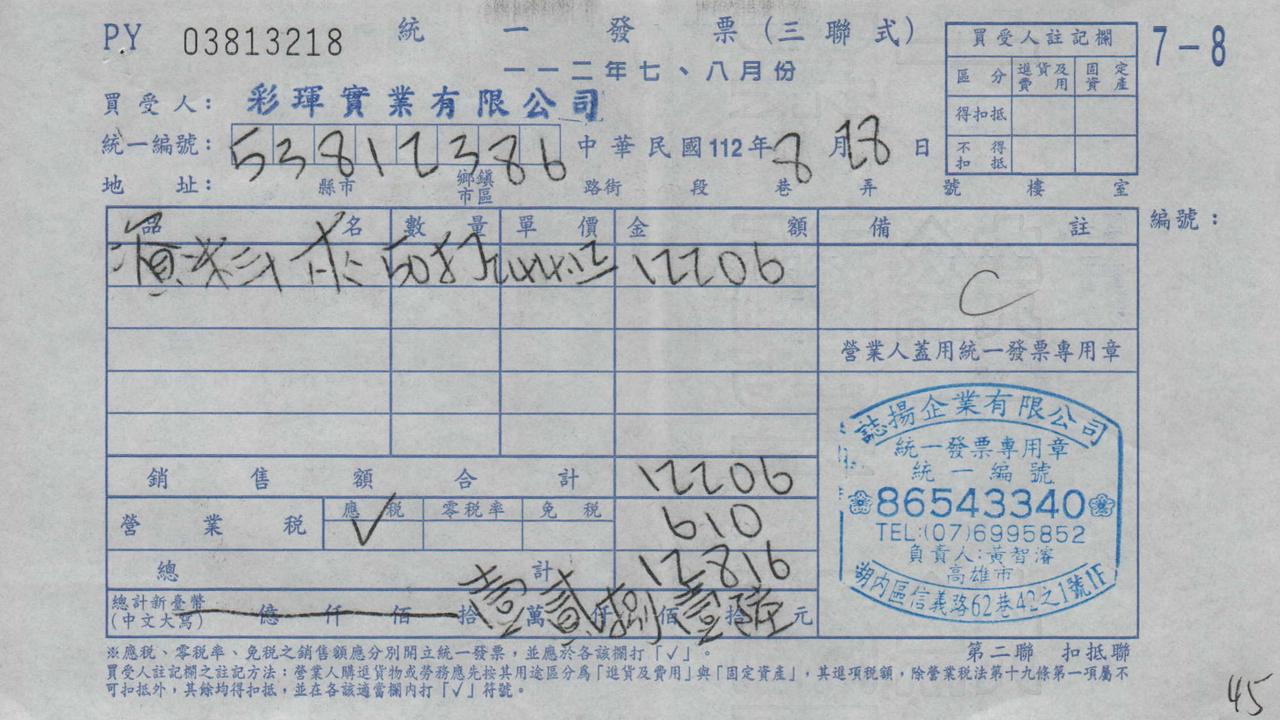 PY 03813218 統一發票(三聯式)
一一二年七、八月份
7-8
買受人註記欄
區分 進貨及費用 固定資產
得扣抵
不得扣抵
買受人: 彩琿實業有限公司
統一編號: 53812386 中華民國112年8月28日
地址: 縣市 鄉鎮市區 路街 段 巷 弄 號 樓 室
品名 數量 單價 金額 備註
編號:
50打 12206
C
營業人蓋用統一發票專用章
銷售額合計 12206
營業稅 應稅 ✓ 零稅率 免稅 610
總計 12816
總計新臺幣(中文大寫) 億 仟 佰 拾壹萬貳仟捌佰壹拾陸元
誌揚企業有限公司
統一發票專用章
統一編號
86543340
TEL:(07)6995852
負責人:黃智濬
高雄市
湖內區信義路62巷42之1號1F
※應稅、零稅率、免稅之銷售額應分別開立統一發票,並應於各該欄打「✓」。
第二聯 扣抵聯
買受人註記欄之註記方法:營業人購進貨物或勞務應先按其用途區分為「進貨及費用」與「固定資產」,其進項稅額,除營業稅法第十九條第一項屬不
可扣抵外,其餘均得扣抵,並在各該適當欄內打「✓」符號。
45